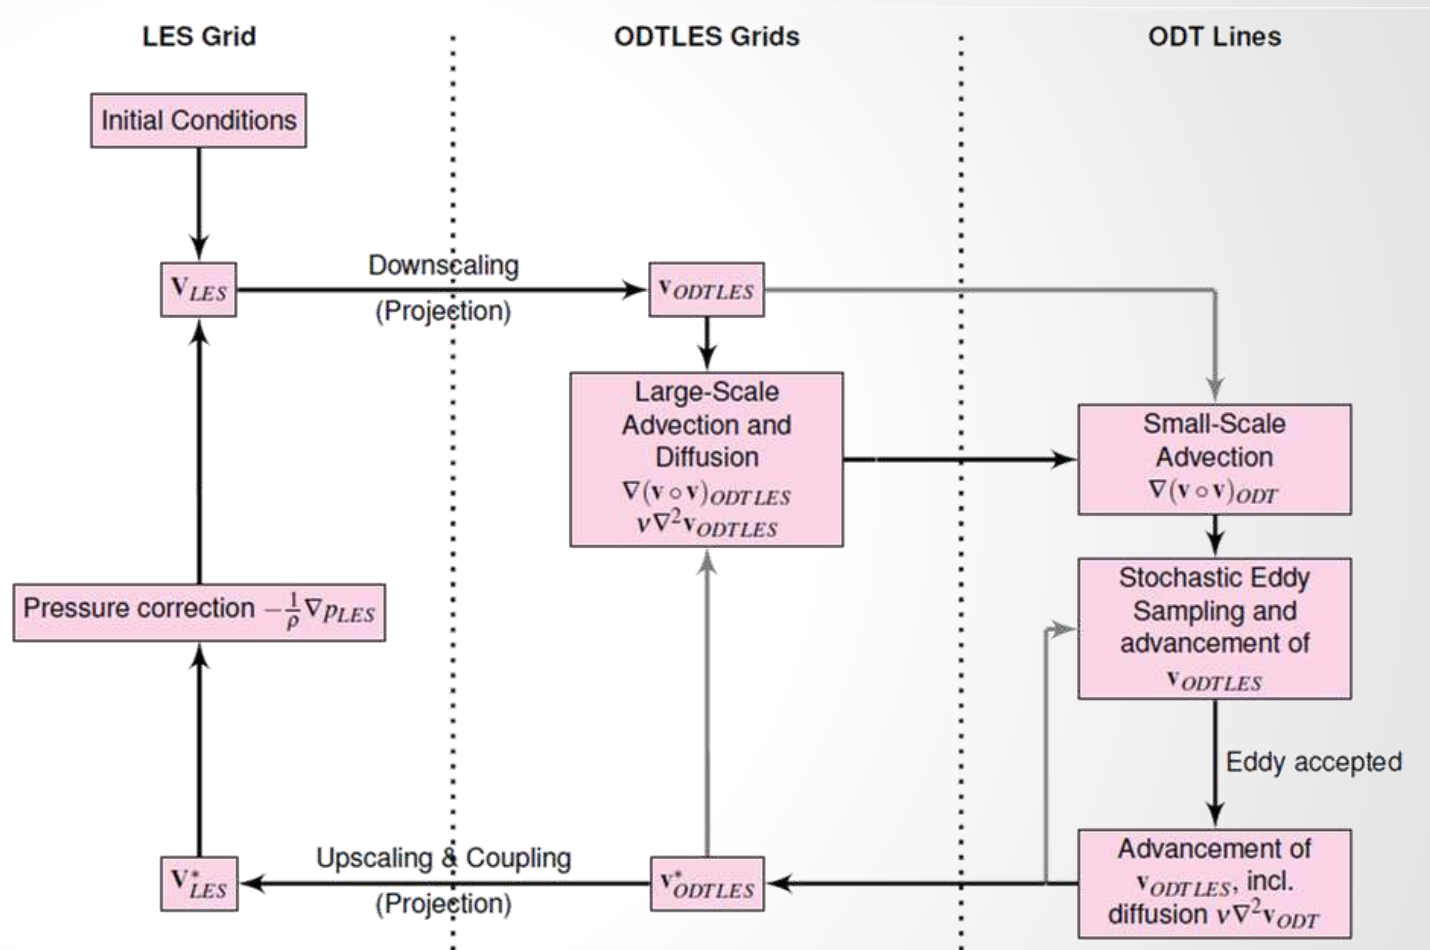 LES Grid
ODTLES Grids
ODT Lines
Initial Conditions
V_LES
Downscaling
(Projection)
v_ODTLES
Large-Scale
Advection and
Diffusion
∇(v ∘ v)_ODTLES
ν∇²v_ODTLES
Small-Scale
Advection
∇(v ∘ v)_ODT
Stochastic Eddy
Sampling and
advancement of
v_ODTLES
Pressure correction −1/ρ ∇p_LES
Eddy accepted
Advancement of
v_ODTLES, incl.
diffusion ν∇²v_ODT
V*_LES
Upscaling & Coupling
(Projection)
v*_ODTLES